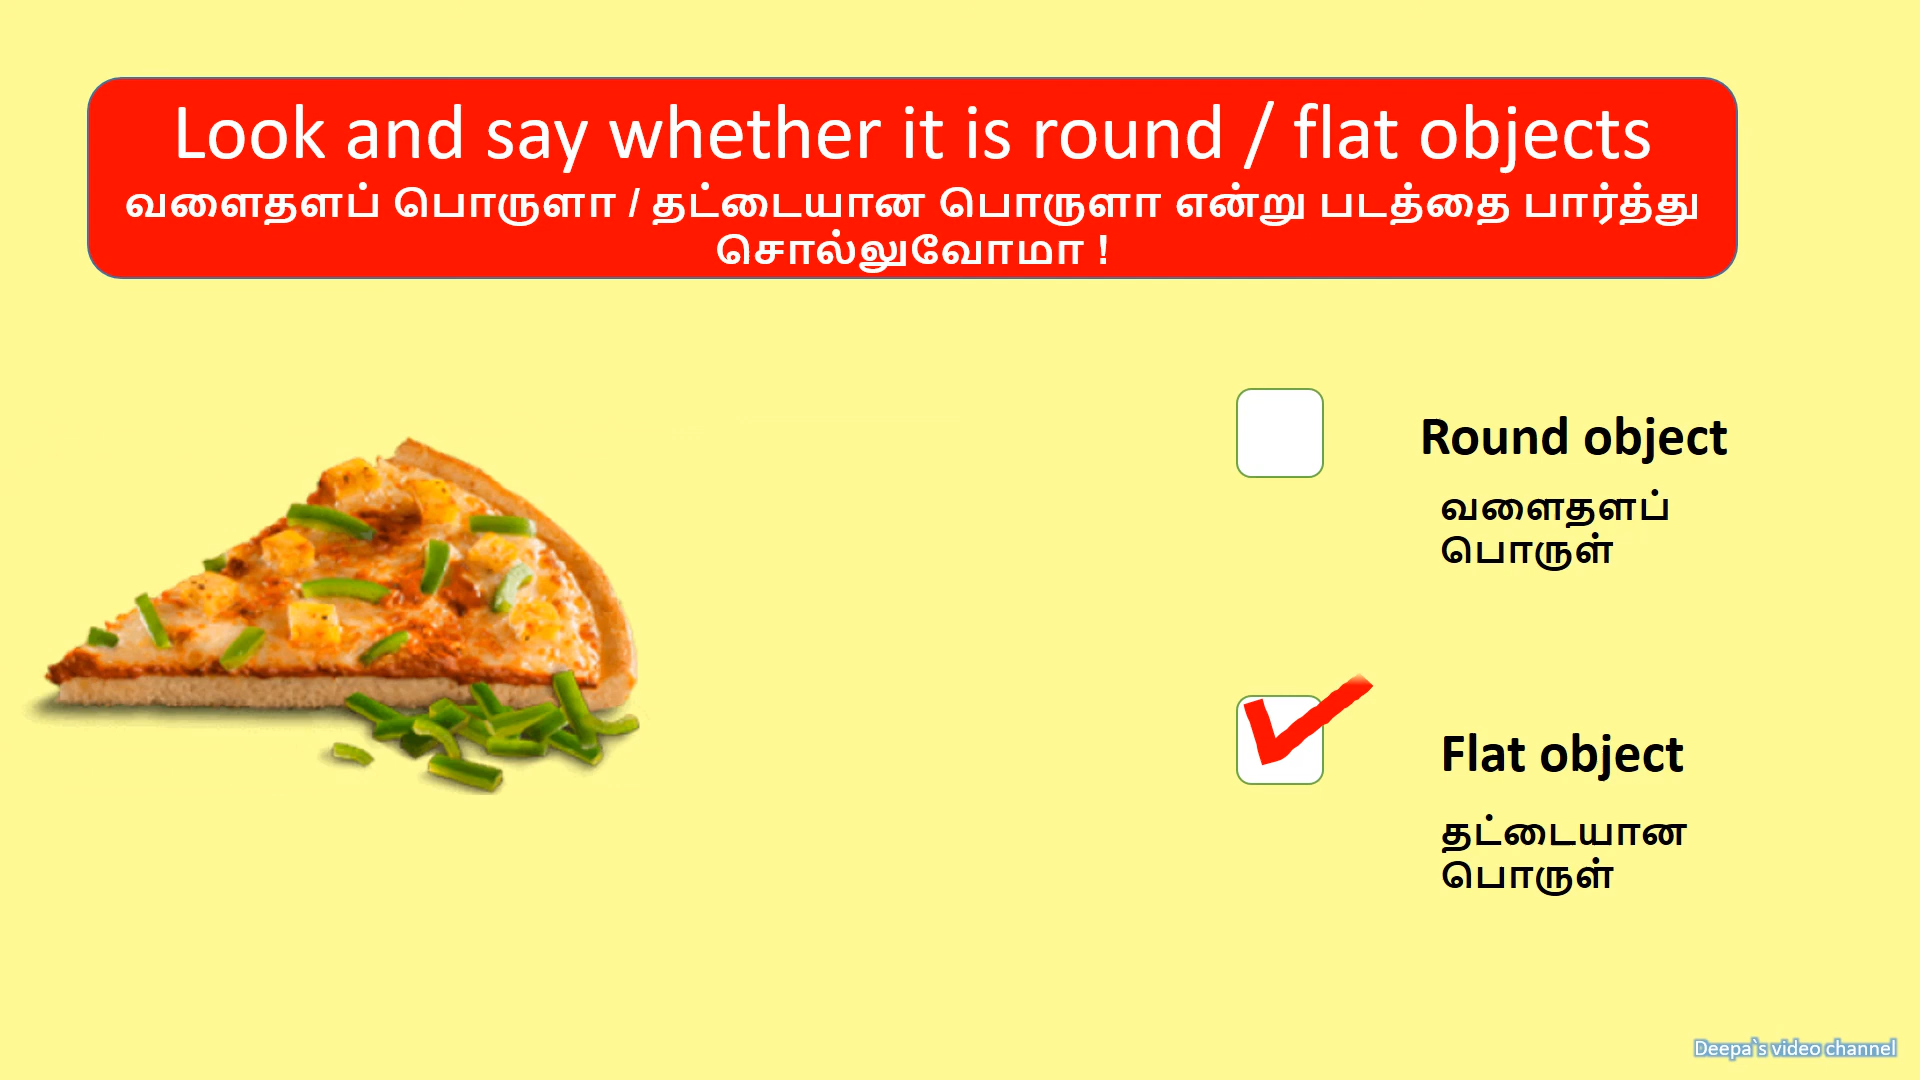 Look and say whether it is round / flat objects
வளைதளப் பொருளா / தட்டையான பொருளா என்று படத்தை பார்த்து
சொல்லுவோமா !
Round object
வளைதளப்
பொருள்
Flat object
தட்டையான
பொருள்
Deepa`s video channel